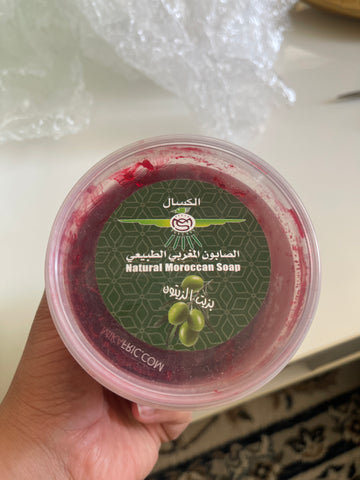 الكسال
الصابون المغربي الطبيعي
Natural Moroccan Soap
بزيت الزيتون